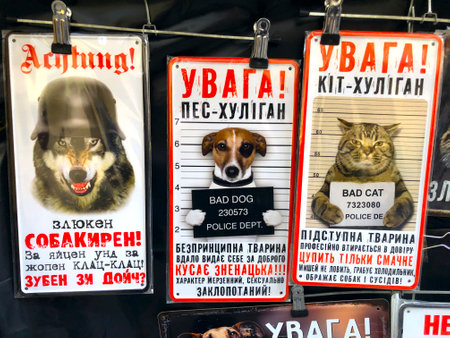 Achtung!
ЗЛЮКЕН
СОБАКИРЕН!
За яйцен унд за
жопен КЛАЦ-КЛАЦ!
ЗУБЕН ЗИ ДОЙЧ?
УВАГА!
ПЕС-ХУЛІГАН
BAD DOG
230573
POLICE DEPT.
БЕЗПРИНЦИПНА ТВАРИНА
ВДАЛО ВИДАЄ СЕБЕ ЗА ДОБРОГО
КУСАЄ ЗНЕНАЦЬКА!!!
ХАРАКТЕР МЕРЗЕННИЙ, СЕКСУАЛЬНО
ЗАКЛОПОТАНИЙ!
УВАГА!
КІТ-ХУЛІГАН
BAD CAT
7323080
POLICE DE
ПІДСТУПНА ТВАРИНА
ПРОФЕСІЙНО ВТИРАЄТЬСЯ В ДОВІРУ
ЦУПИТЬ ТІЛЬКИ СМАЧНЕ
МИШЕЙ НЕ ЛОВИТЬ, ГРАБУЄ ХОЛОДИЛЬНИК,
ОБРАЖАЄ СОБАК І СУСІДІВ!
УВАГА!
НЕ